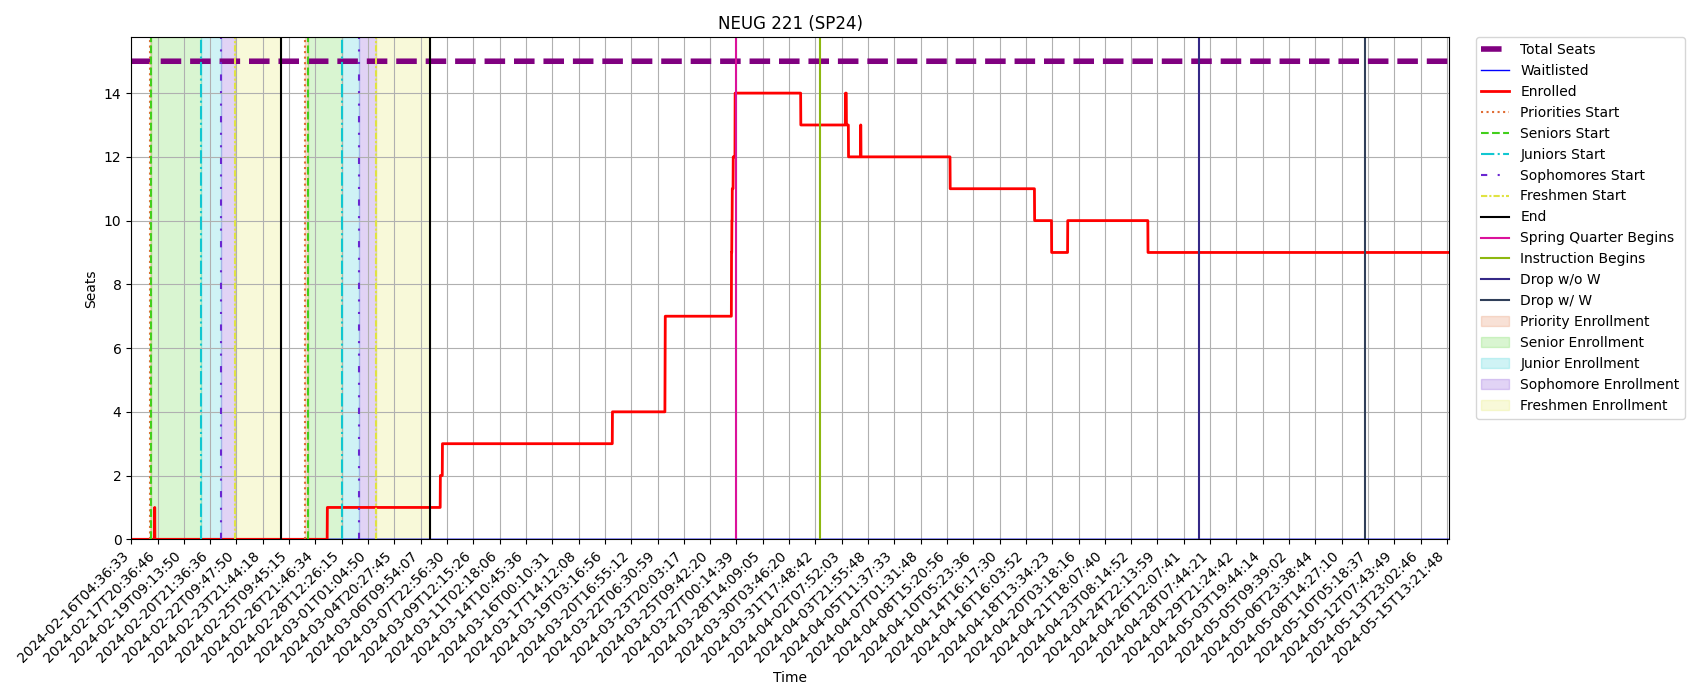 NEUG 221 (SP24)
Seats
14
12
10
8
6
4
2
0
2024-02-16T04:36:33
2024-02-17T20:36:46
2024-02-19T09:13:50
2024-02-20T21:36:36
2024-02-22T09:47:50
2024-02-23T21:44:18
2024-02-25T09:45:15
2024-02-26T21:46:34
2024-02-28T12:26:15
2024-03-01T01:04:50
2024-03-04T20:27:45
2024-03-06T09:54:07
2024-03-07T22:56:30
2024-03-09T12:15:26
2024-03-11T02:18:06
2024-03-14T10:45:36
2024-03-16T00:10:31
2024-03-17T14:12:08
2024-03-19T03:16:56
2024-03-20T16:55:12
2024-03-22T06:30:59
2024-03-23T20:03:17
2024-03-25T09:42:20
2024-03-27T00:14:39
2024-03-28T14:09:05
2024-03-30T03:46:20
2024-03-31T17:48:42
2024-04-02T07:52:03
2024-04-03T21:55:48
2024-04-05T11:37:33
2024-04-07T01:31:48
2024-04-08T15:20:56
2024-04-10T05:23:36
2024-04-14T16:17:30
2024-04-16T16:03:52
2024-04-18T13:34:23
2024-04-20T03:18:16
2024-04-21T18:07:40
2024-04-23T08:14:52
2024-04-24T22:13:59
2024-04-26T12:07:41
2024-04-28T07:44:21
2024-04-29T21:24:42
2024-05-03T19:44:14
2024-05-05T09:39:02
2024-05-06T23:38:44
2024-05-08T14:27:10
2024-05-10T05:18:37
2024-05-12T07:43:49
2024-05-13T23:02:46
2024-05-15T13:21:48
Time
Total Seats
Waitlisted
Enrolled
Priorities Start
Seniors Start
Juniors Start
Sophomores Start
Freshmen Start
End
Spring Quarter Begins
Instruction Begins
Drop w/o W
Drop w/ W
Priority Enrollment
Senior Enrollment
Junior Enrollment
Sophomore Enrollment
Freshmen Enrollment